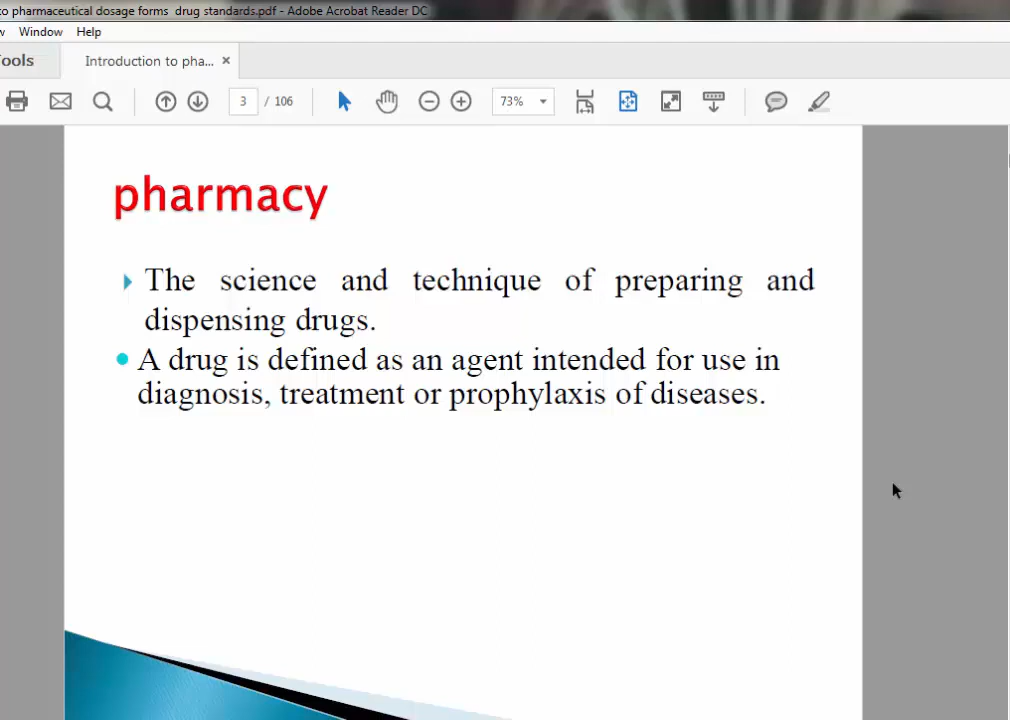 to pharmaceutical dosage forms drug standards.pdf - Adobe Acrobat Reader DC
w Window Help
Tools Introduction to pha... ×
3 / 106 73%
pharmacy
The science and technique of preparing and
dispensing drugs.
A drug is defined as an agent intended for use in
diagnosis, treatment or prophylaxis of diseases.